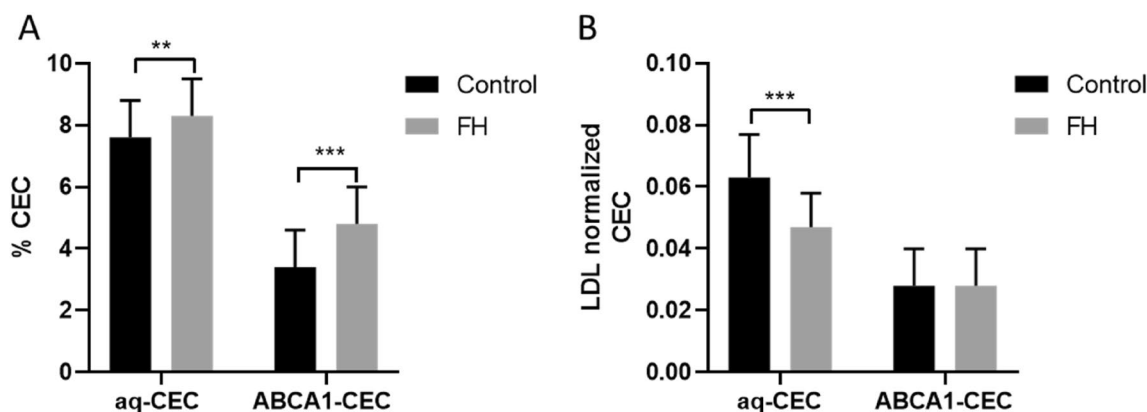 A
% CEC
10
8
6
4
2
0
**
***
aq-CEC
ABCA1-CEC
Control
FH
B
LDL normalized
CEC
0.10
0.08
0.06
0.04
0.02
0.00
***
aq-CEC
ABCA1-CEC
Control
FH